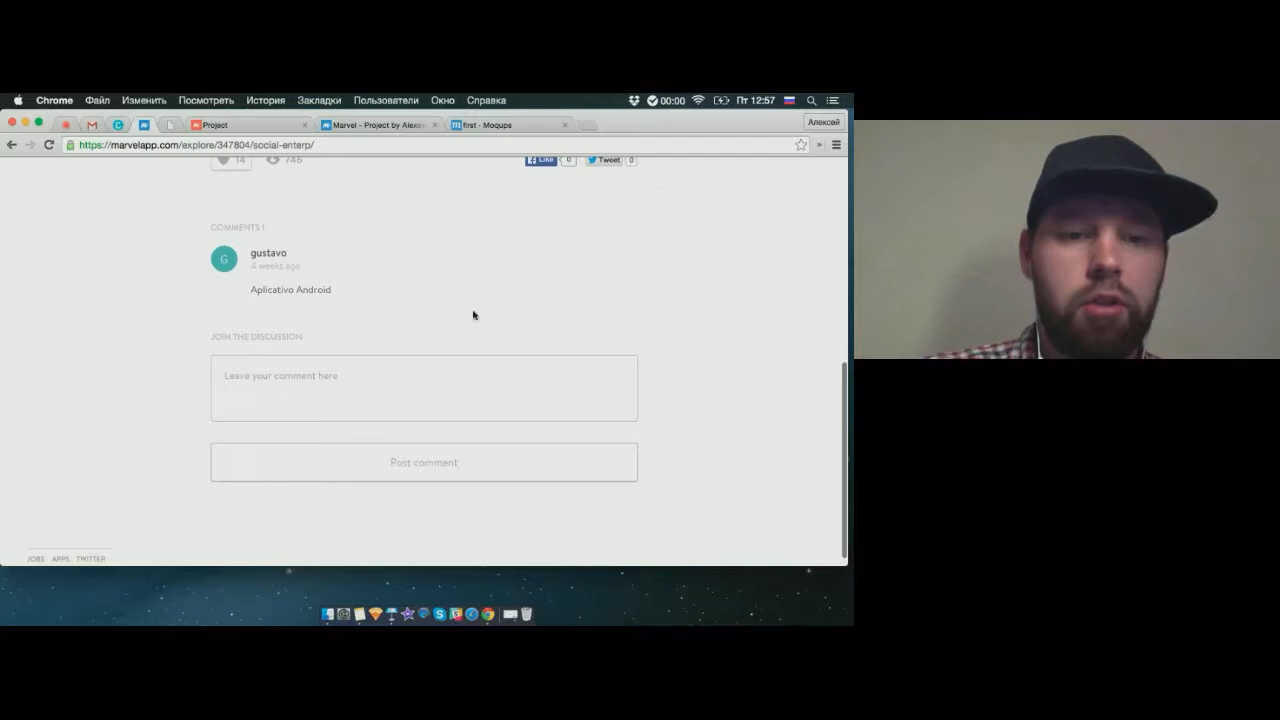 Chrome Файл Изменить Посмотреть История Закладки Пользователи Окно Справка 00:00 Пт 12:57
Project Marvel - Project by Alexe first · Moqups Алексей
https://marvelapp.com/explore/347804/social-enterp/
14 746 Like 0 Tweet 0
COMMENTS 1
G gustavo
4 weeks ago
Aplicativo Android
JOIN THE DISCUSSION
Leave your comment here
Post comment
JOBS APPS TWITTER